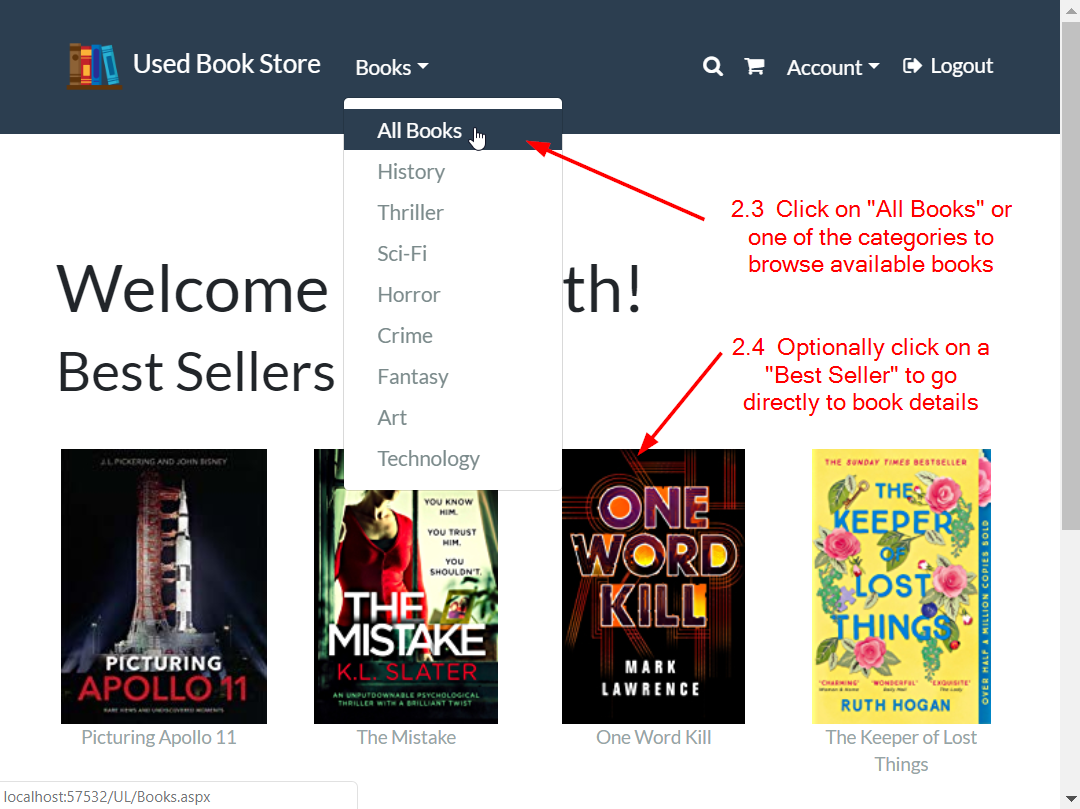 Used Book Store
Books
Account
Logout
All Books
History
Thriller
Sci-Fi
Horror
Crime
Fantasy
Art
Technology
2.3 Click on "All Books" or
one of the categories to
browse available books
Welcome
th!
Best Sellers
2.4 Optionally click on a
"Best Seller" to go
directly to book details
J.L. PICKERING AND JOHN BISNEY
PICTURING
APOLLO 11
RARE VIEWS AND UNDISCOVERED MOMENTS
YOU KNOW
HIM.
YOU TRUST
HIM.
YOU
SHOULDN'T.
THE
MISTAKE
K.L. SLATER
AN UNPUTDOWNABLE PSYCHOLOGICAL
THRILLER WITH A BRILLIANT TWIST
ONE
WORD
KILL
MARK
LAWRENCE
THE SUNDAY TIMES BESTSELLER
THE
KEEPER
OF
LOST
THINGS
OVER HALF A MILLION COPIES SOLD
'CHARMING' 'WONDERFUL' 'EXQUISITE'
Woman & Home Daily Mail The Lady
RUTH HOGAN
Picturing Apollo 11
The Mistake
One Word Kill
The Keeper of Lost
Things
localhost:57532/UL/Books.aspx